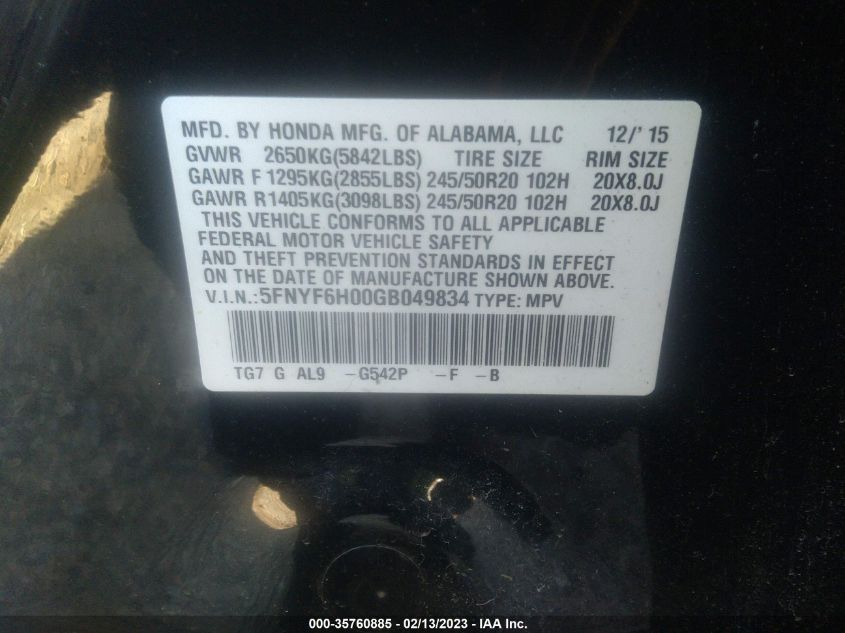 MFD. BY HONDA MFG. OF ALABAMA, LLC 12/'15
GVWR 2650KG(5842LBS) TIRE SIZE RIM SIZE
GAWR F 1295KG(2855LBS) 245/50R20 102H 20X8.0J
GAWR R1405KG(3098LBS) 245/50R20 102H 20X8.0J
THIS VEHICLE CONFORMS TO ALL APPLICABLE
FEDERAL MOTOR VEHICLE SAFETY
AND THEFT PREVENTION STANDARDS IN EFFECT
ON THE DATE OF MANUFACTURE SHOWN ABOVE.
V.I.N.:5FNYF6H00GB049834 TYPE: MPV
TG7 G AL9 -G542P -F -B
000-35760885 - 02/13/2023 - IAA Inc.